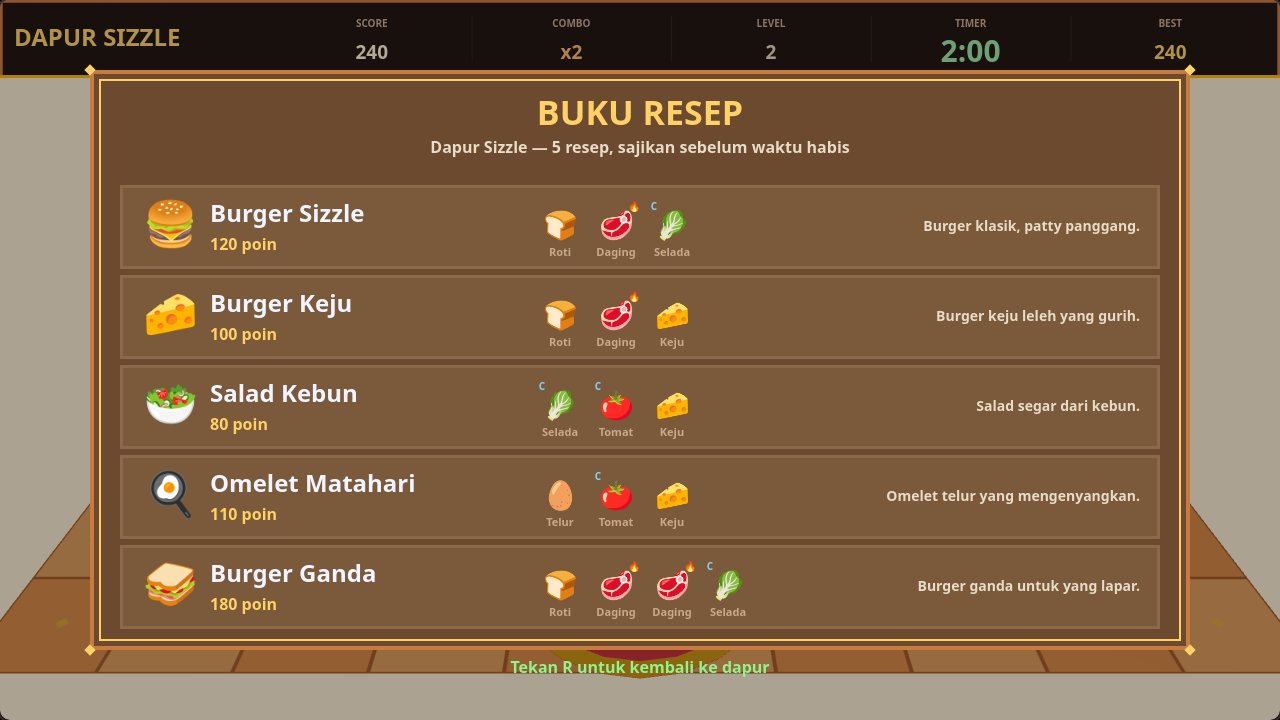 DAPUR SIZZLE
SCORE
240
COMBO
x2
LEVEL
2
TIMER
2:00
BEST
240
BUKU RESEP
Dapur Sizzle — 5 resep, sajikan sebelum waktu habis
Burger Sizzle
120 poin
Roti
Daging
C
Selada
Burger klasik, patty panggang.
Burger Keju
100 poin
Roti
Daging
Keju
Burger keju leleh yang gurih.
Salad Kebun
80 poin
C
Selada
C
Tomat
Keju
Salad segar dari kebun.
Omelet Matahari
110 poin
Telur
C
Tomat
Keju
Omelet telur yang mengenyangkan.
Burger Ganda
180 poin
Roti
Daging
Daging
C
Selada
Burger ganda untuk yang lapar.
Tekan R untuk kembali ke dapur